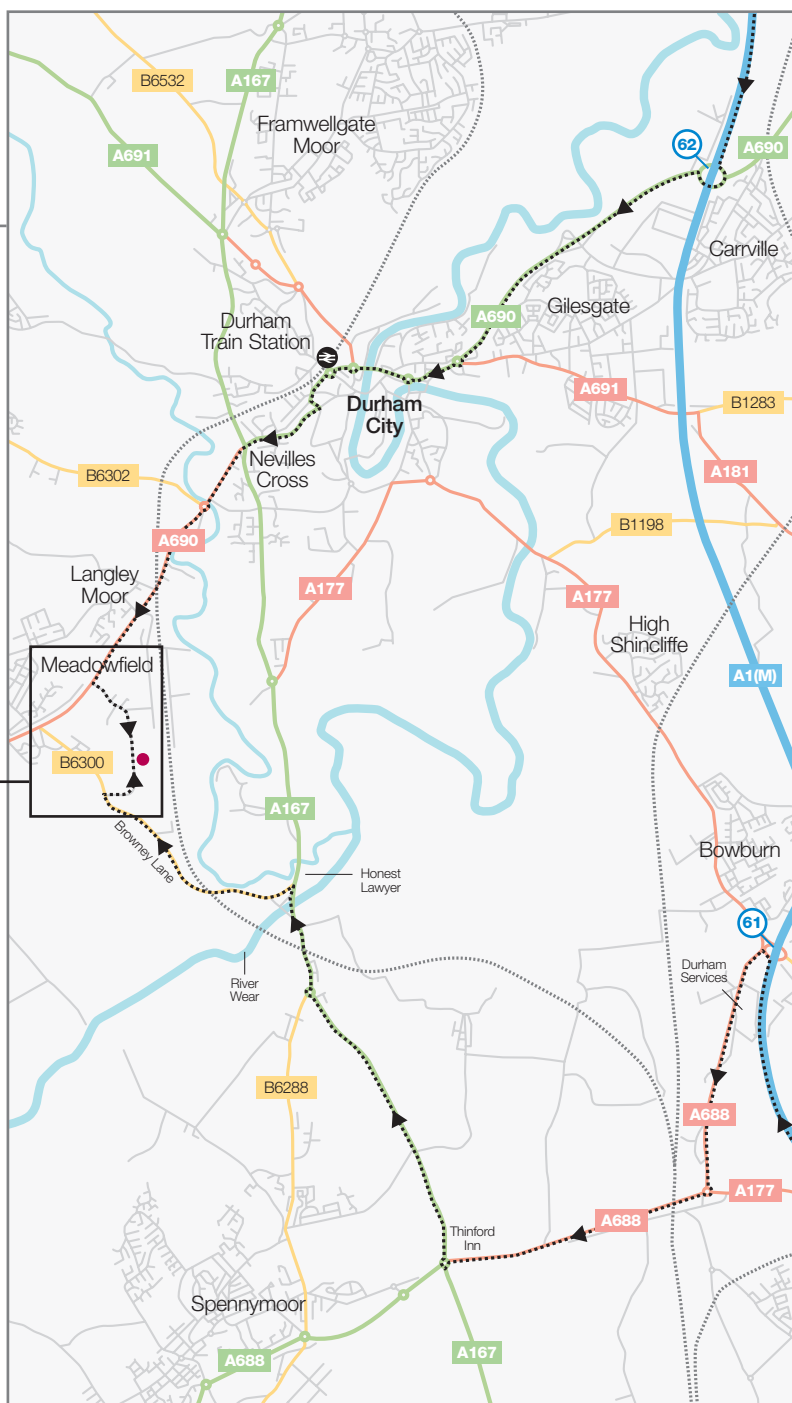 B6532
A167
Framwellgate
Moor
A691
62
A690
Carrville
Gilesgate
A690
Durham
Train Station
A691
B1283
Durham
City
Nevilles
Cross
B6302
A181
B1198
A690
Langley
Moor
A177
A177
High
Shincliffe
Meadowfield
A1(M)
B6300
A167
Browney Lane
Bowburn
Honest
Lawyer
61
Durham
Services
River
Wear
B6288
A688
A177
A688
Thinford
Inn
Spennymoor
A688
A167